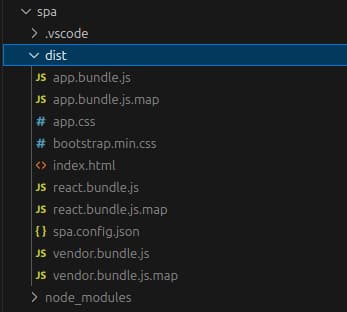 spa
.vscode
dist
JS app.bundle.js
JS app.bundle.js.map
# app.css
# bootstrap.min.css
<> index.html
JS react.bundle.js
JS react.bundle.js.map
{ } spa.config.json
JS vendor.bundle.js
JS vendor.bundle.js.map
node_modules